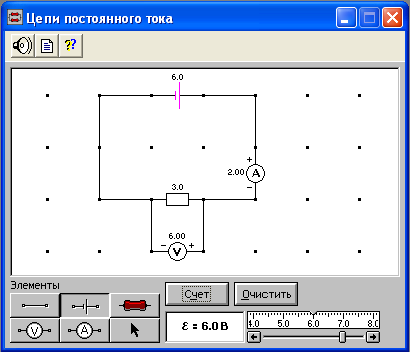 Цепи постоянного тока
??
6.0
+
2.00 A
−
3.0
6.00
− V +
Элементы
Счет
Очистить
V
A
ℰ = 6.0 В
4.0 5.0 6.0 7.0 8.0